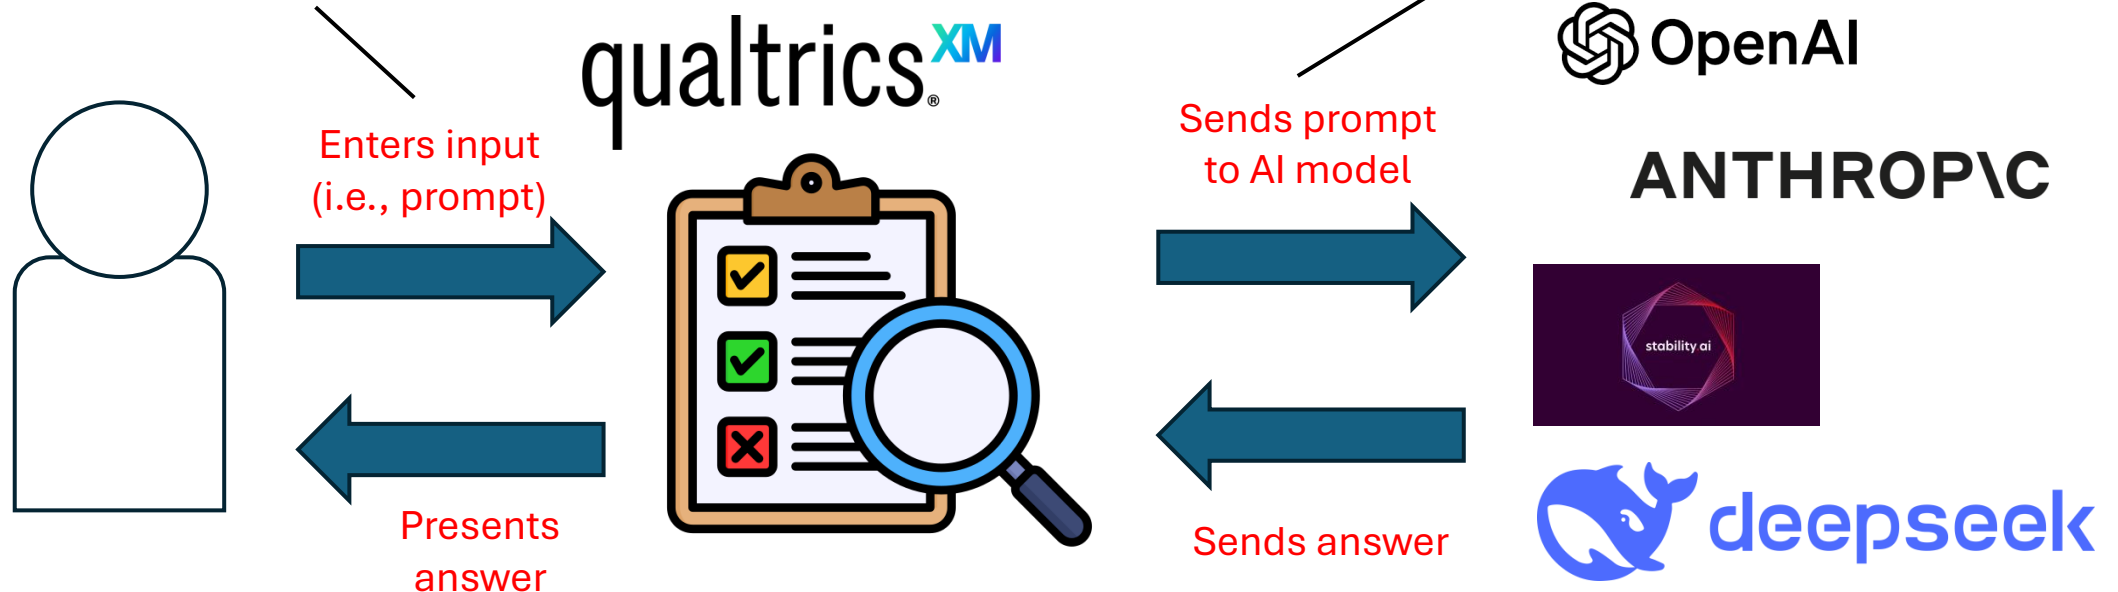 qualtrics.XM
®
Enters input
(i.e., prompt)
Presents
answer
Sends prompt
to AI model
Sends answer
OpenAI
ANTHROP\C
stability ai
deepseek